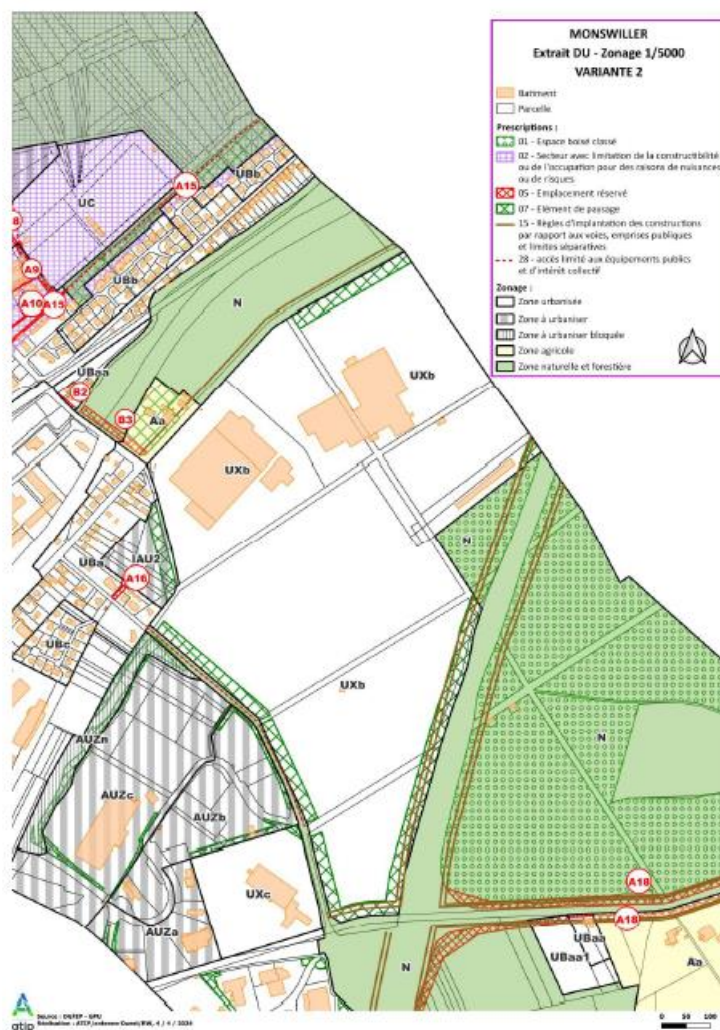 MONSWILLER
Extrait DU - Zonage 1/5000
VARIANTE 2
Batiment
Parcelle
Prescriptions :
01 - Espace boisé classé
02 - Secteur avec limitation de la constructibilité
ou de l'occupation pour des raisons de nuisances
ou de risques
05 - Emplacement réservé
07 - Elément de paysage
15 - Règles d'implantation des constructions
par rapport aux voies, emprises publiques
et limites séparatives
28 - accès limité aux équipements publics
et d'intérêt collectif
Zonage :
Zone urbanisée
Zone à urbaniser
Zone à urbaniser bloquée
Zone agricole
Zone naturelle et forestière
A15
UBb
UC
A9
UBb
A10
A15
N
UBaa
B2
B3
Aa
UXb
UXb
N
IAU2
UBa
A16
UBc
UXb
AUZn
N
AUZc
AUZb
UXc
A18
A18
AUZa
UBaa
UBaa1
N
Aa
atip
Source : DGFIP - GPU
0 50 100